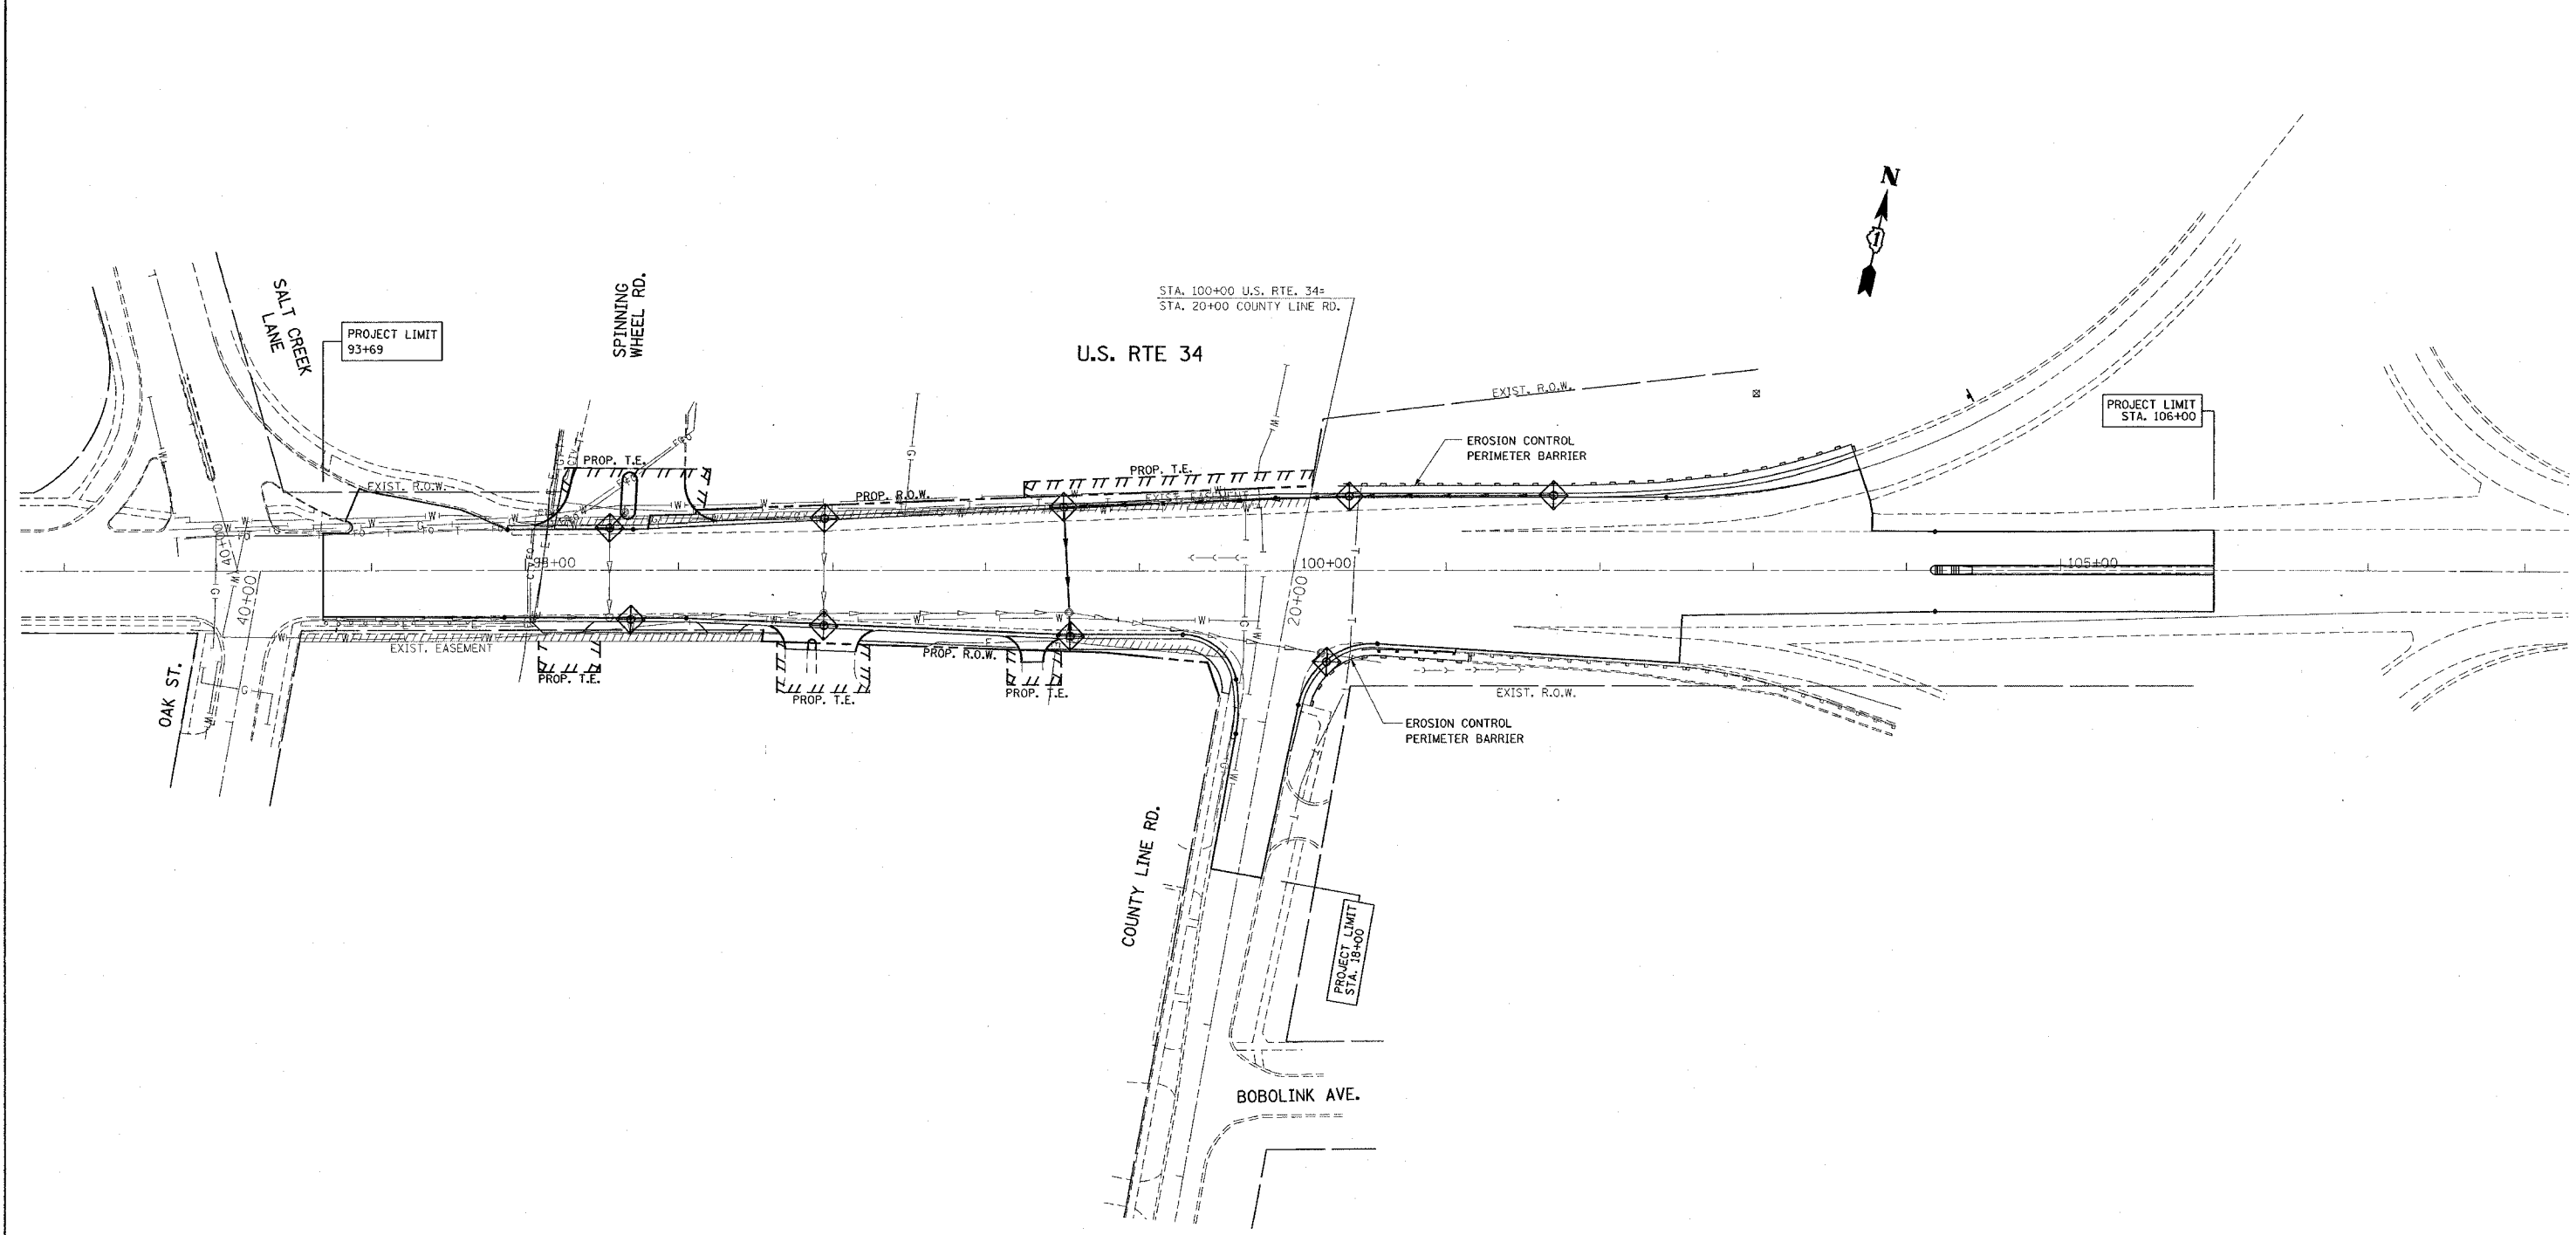 N
1
SALT CREEK
LANE
PROJECT LIMIT
93+69
SPINNING
WHEEL RD.
STA. 100+00 U.S. RTE. 34=
STA. 20+00 COUNTY LINE RD.
U.S. RTE 34
EXIST. R.O.W.
PROJECT LIMIT
STA. 106+00
EROSION CONTROL
PERIMETER BARRIER
PROP. T.E.
PROP. T.E.
EXIST. R.O.W.
PROP. R.O.W.
EXIST. EASEMENT
40+00
40+00
100+00
105+00
20+00
EXIST. EASEMENT
PROP. R.O.W.
PROP. T.E.
PROP. T.E.
PROP. T.E.
EXIST. R.O.W.
OAK ST.
EROSION CONTROL
PERIMETER BARRIER
COUNTY LINE RD.
PROJECT LIMIT
STA. 18+00
BOBOLINK AVE.